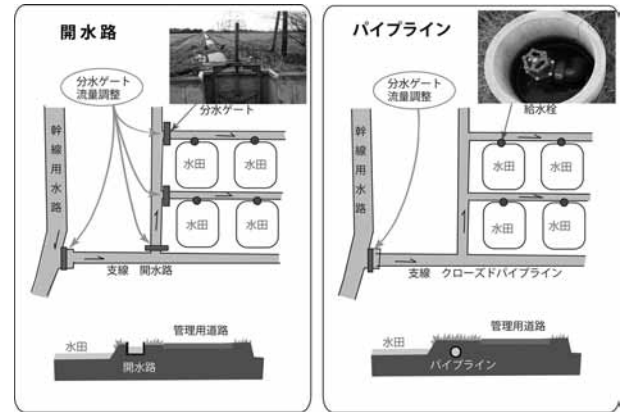 開水路
分水ゲート
流量調整
分水ゲート
幹線用水路
水田
水田
水田
水田
支線 開水路
水田
管理用道路
開水路
パイプライン
分水ゲート
流量調整
給水栓
幹線用水路
水田
水田
水田
水田
支線 クローズドパイプライン
水田
管理用道路
パイプライン